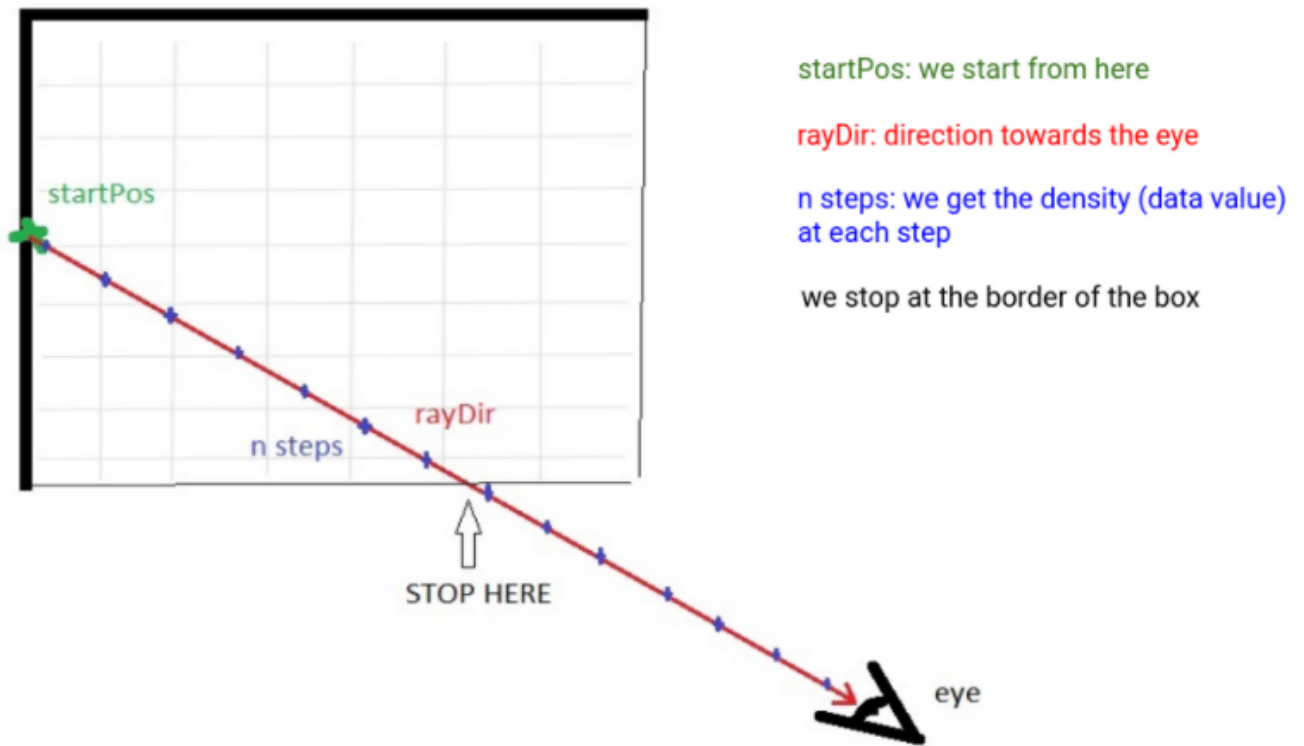 startPos: we start from here
rayDir: direction towards the eye
n steps: we get the density (data value)
at each step
we stop at the border of the box
startPos
rayDir
n steps
STOP HERE
eye